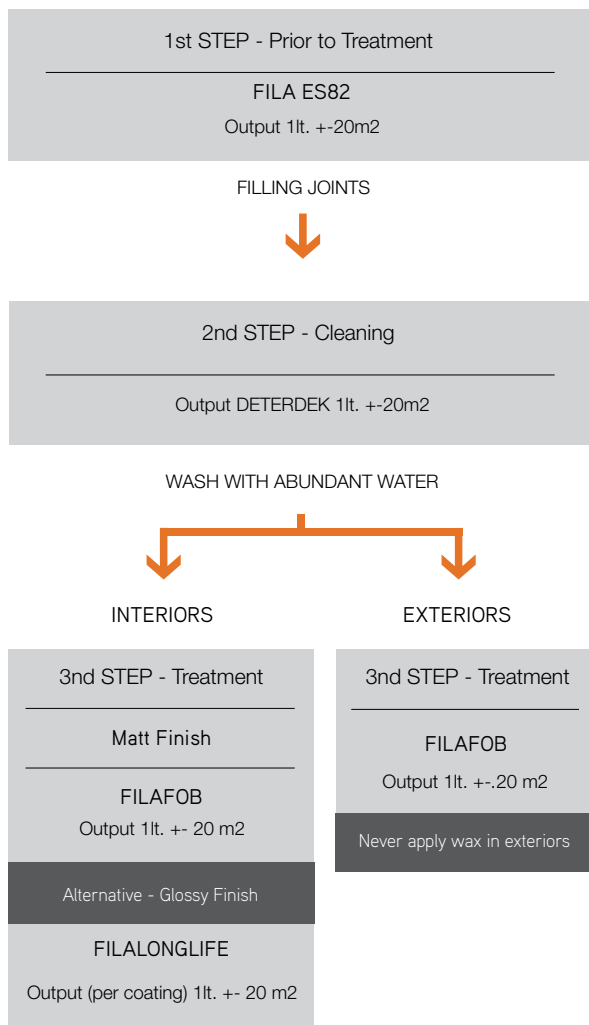 1st STEP - Prior to Treatment
FILA ES82
Output 1lt. +-20m2
FILLING JOINTS
2nd STEP - Cleaning
Output DETERDEK 1lt. +-20m2
WASH WITH ABUNDANT WATER
INTERIORS
3nd STEP - Treatment
Matt Finish
FILAFOB
Output 1lt. +- 20 m2
Alternative - Glossy Finish
FILALONGLIFE
Output (per coating) 1lt. +- 20 m2
EXTERIORS
3nd STEP - Treatment
FILAFOB
Output 1lt. +-.20 m2
Never apply wax in exteriors